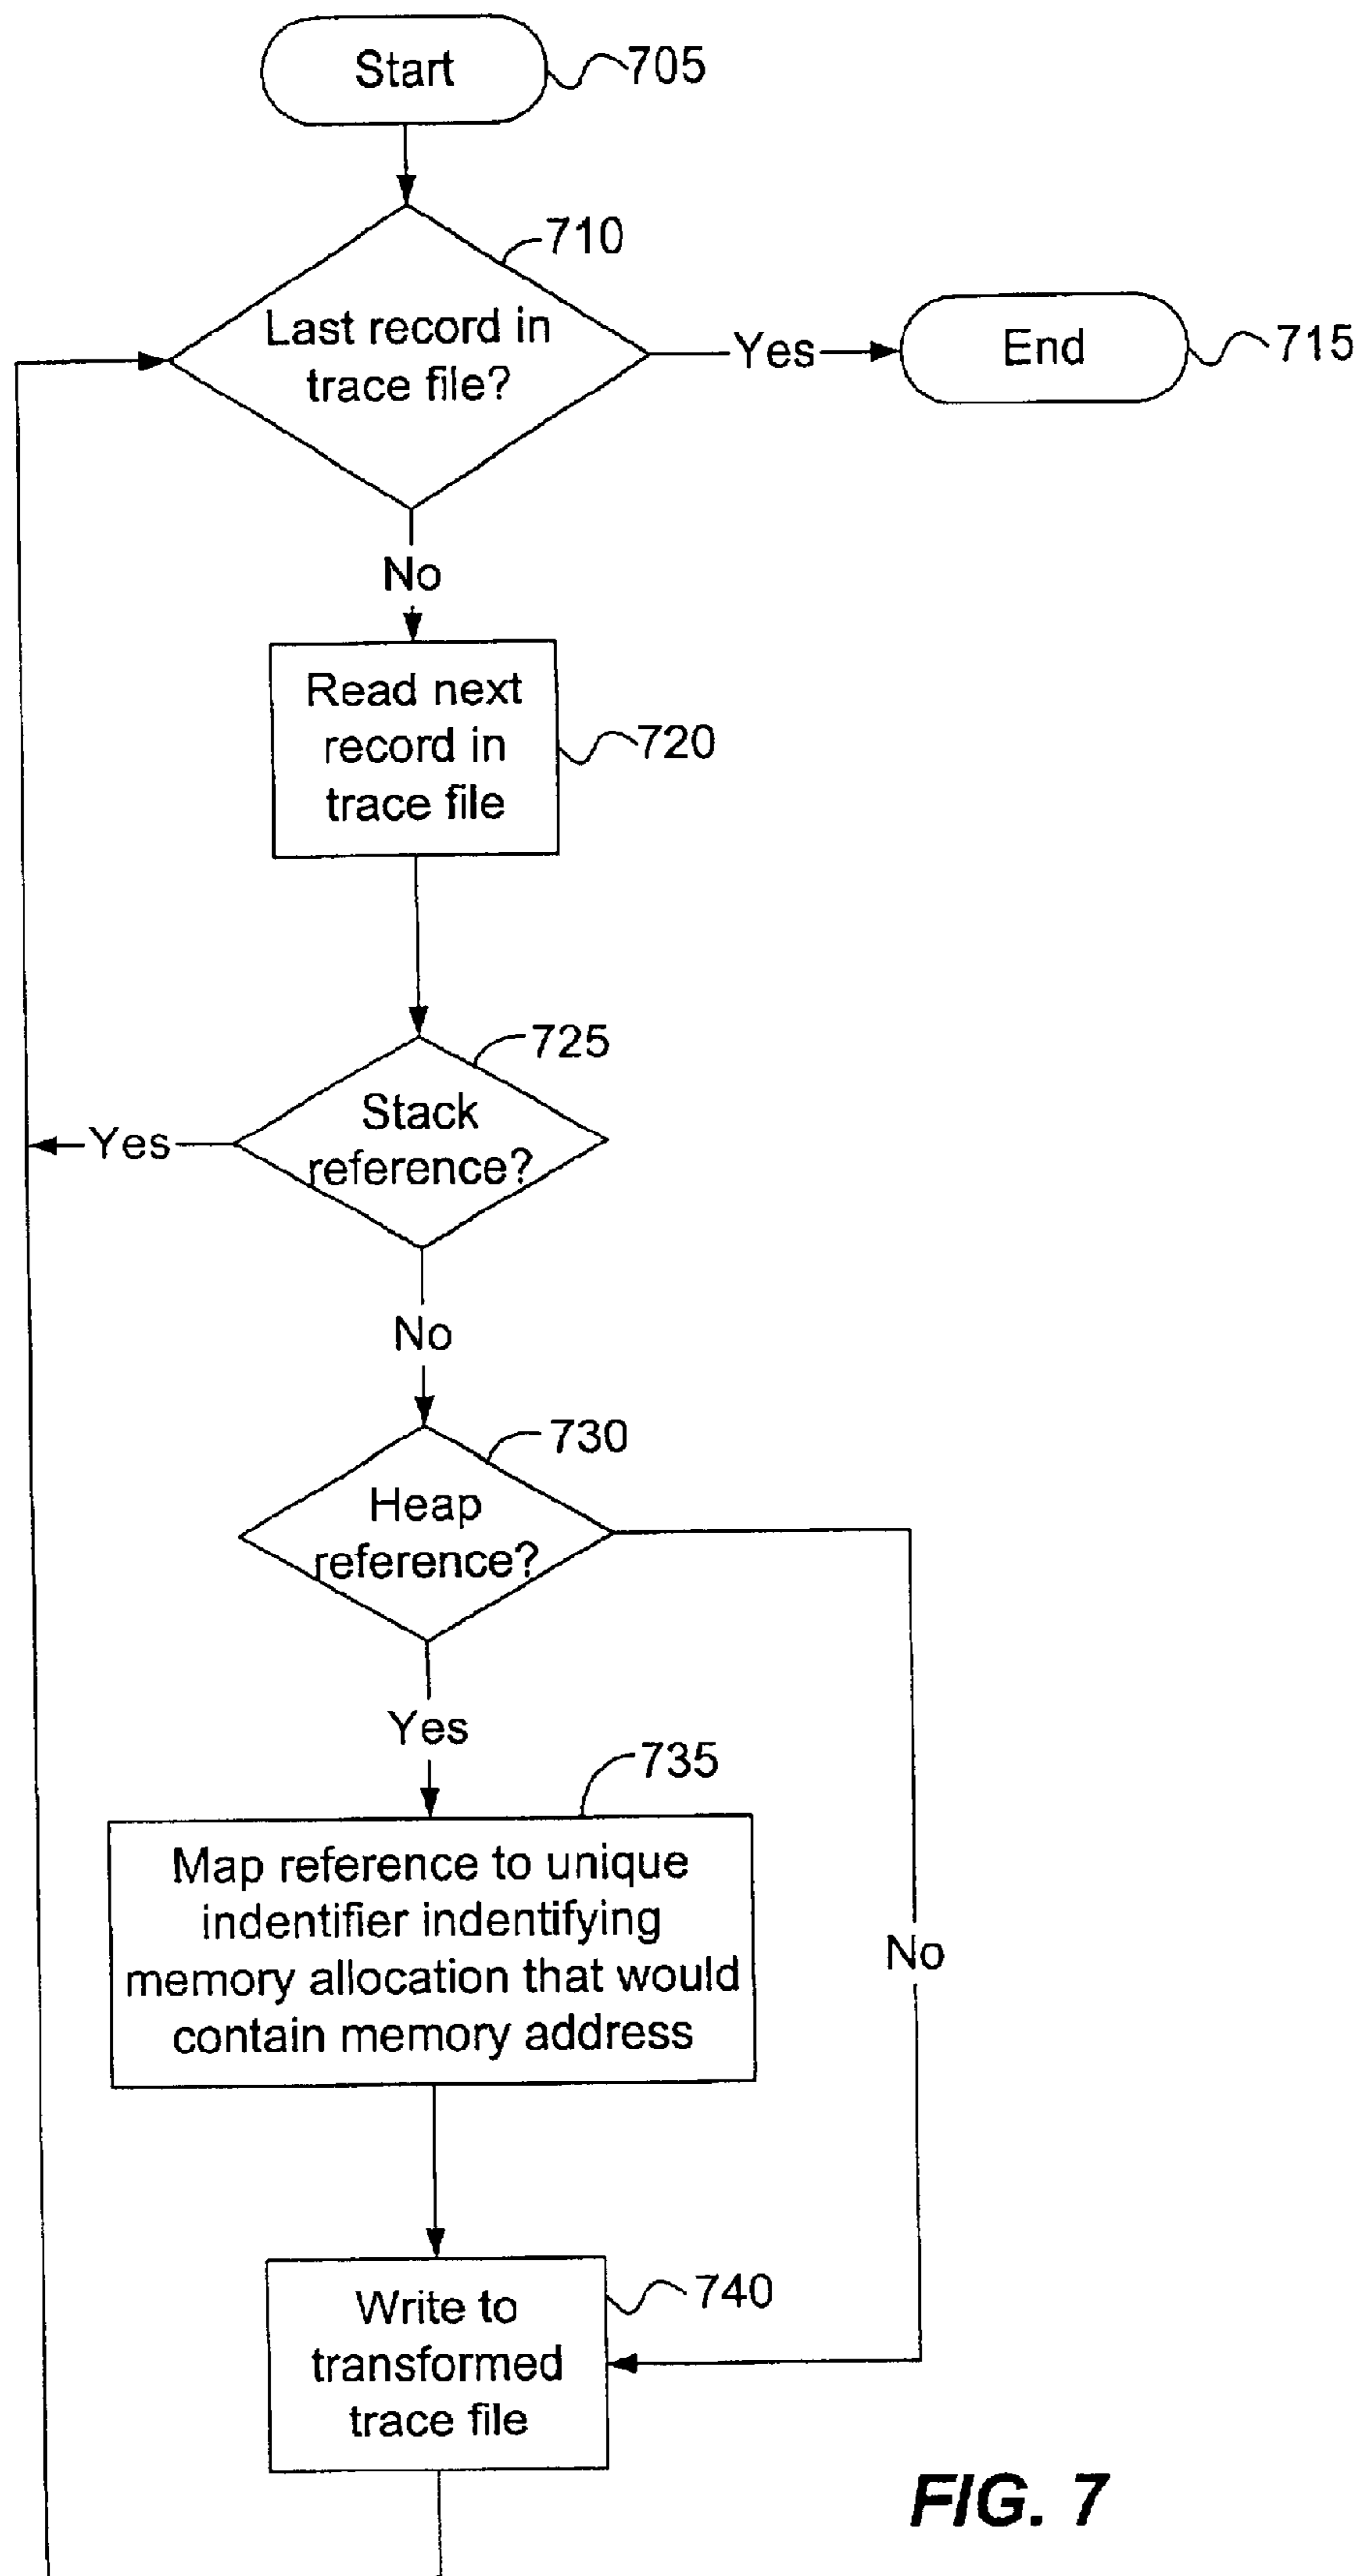 Start
705
710
Last record in
trace file?
Yes
End
715
No
Read next
record in
trace file
720
725
Stack
reference?
Yes
No
730
Heap
reference?
Yes
No
735
Map reference to unique
indentifier indentifying
memory allocation that would
contain memory address
Write to
transformed
trace file
740
FIG. 7